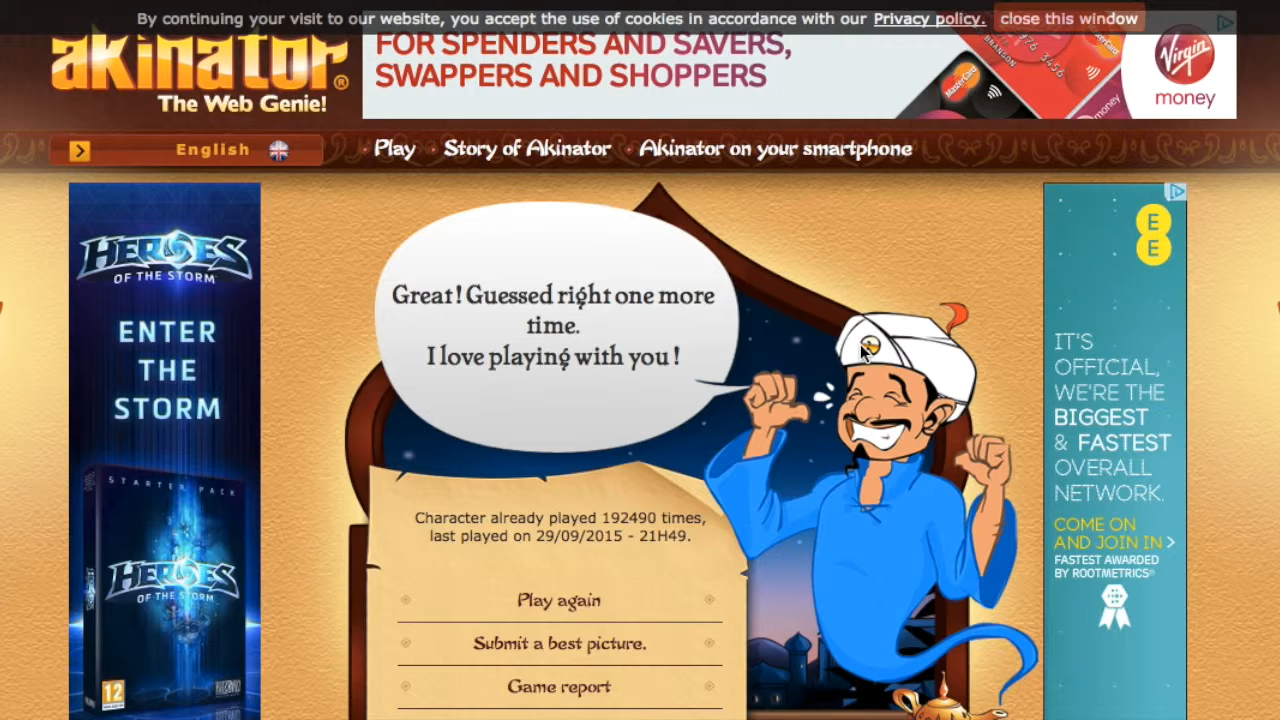 By continuing your visit to our website, you accept the use of cookies in accordance with our Privacy policy. close this window
akinator®
The Web Genie!
FOR SPENDERS AND SAVERS,
SWAPPERS AND SHOPPERS
MasterCard
Virgin
money
English
Play
Story of Akinator
Akinator on your smartphone
HEROES
OF THE STORM
ENTER
THE
STORM
STARTER PACK
HEROES
OF THE STORM
12
BLIZZARD
Great! Guessed right one more
time.
I love playing with you!
Character already played 192490 times,
last played on 29/09/2015 - 21H49.
Play again
Submit a best picture.
Game report
EE
IT'S
OFFICIAL,
WE'RE THE
BIGGEST
& FASTEST
OVERALL
NETWORK.
COME ON
AND JOIN IN >
FASTEST AWARDED
BY ROOTMETRICS®